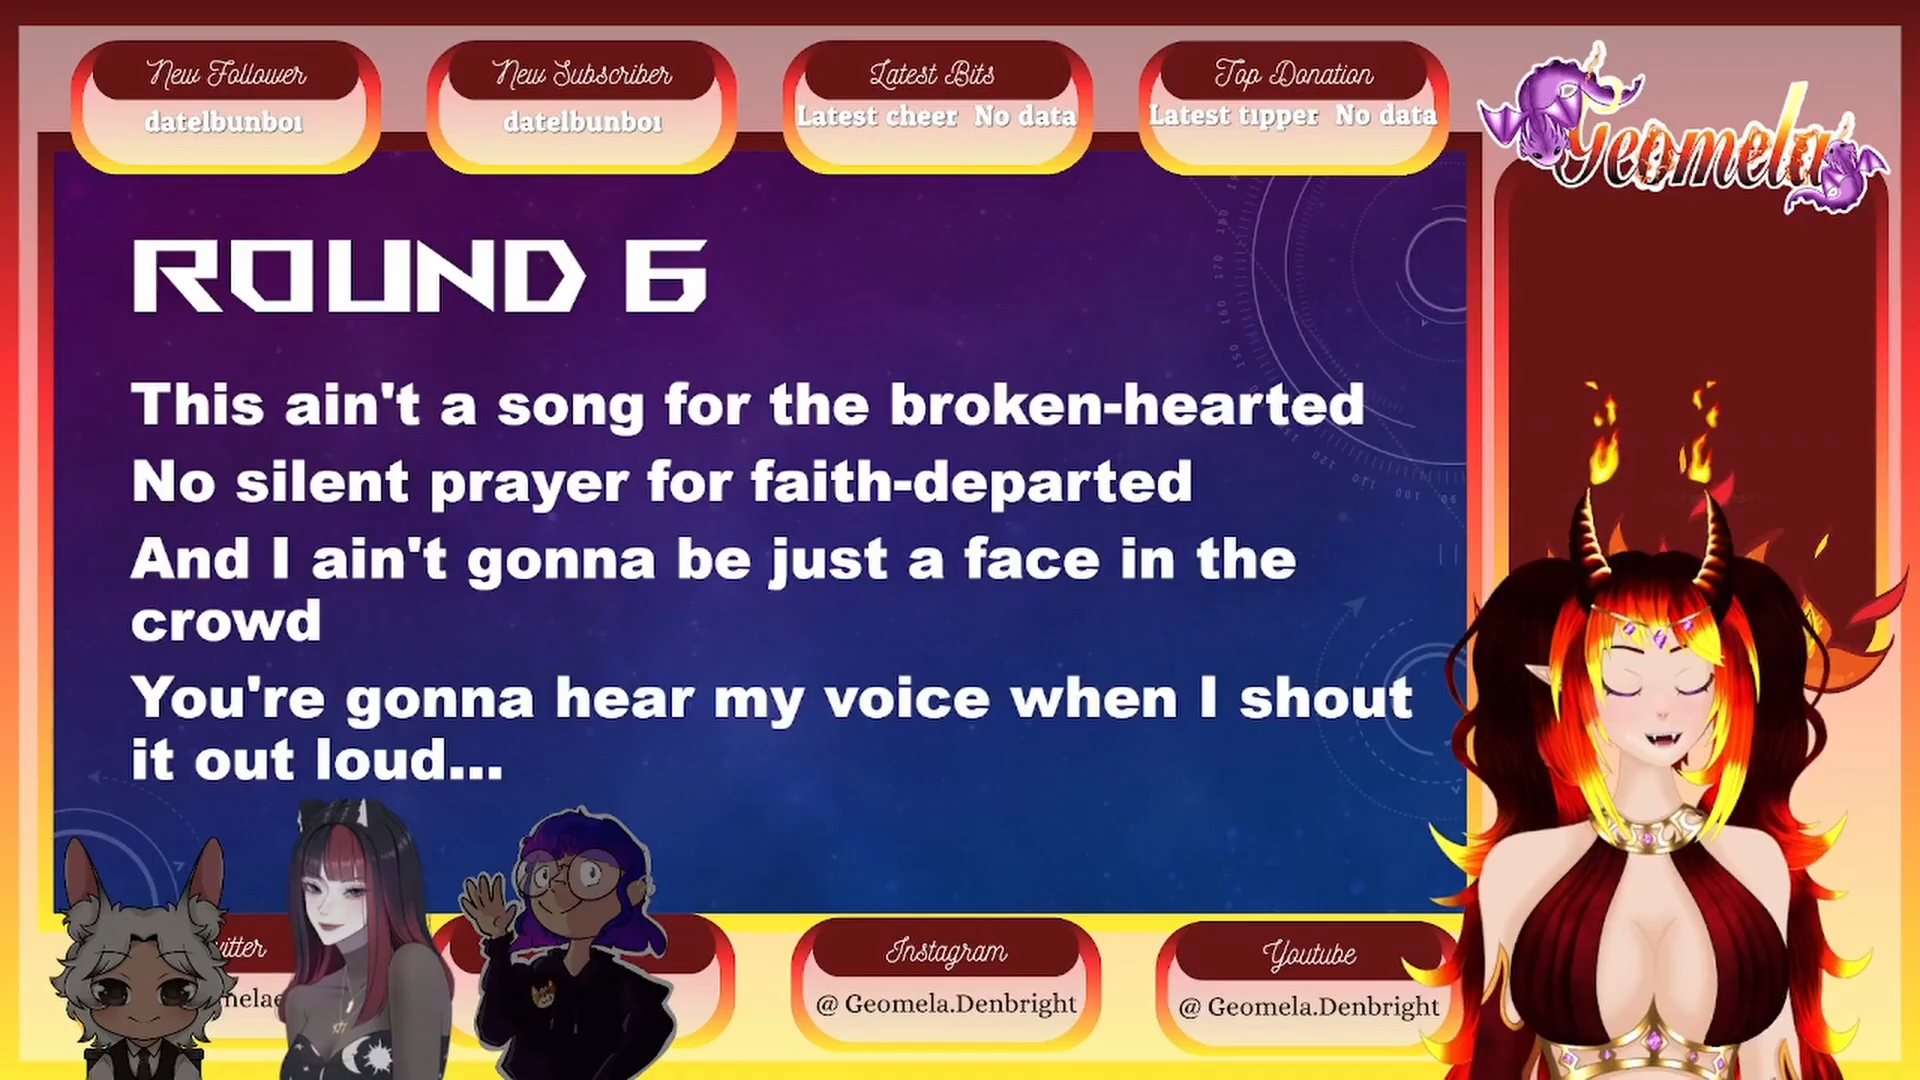 New Follower
New Subscriber
Latest Bits
Top Donation
datelbunbo1
datelbunbo1
Latest cheer No data
Latest tipper No data
Geomela
ROUND 6
This ain't a song for the broken-hearted
No silent prayer for faith-departed
And I ain't gonna be just a face in the
crowd
You're gonna hear my voice when I shout
it out loud...
Instagram
Youtube
@ Geomela.Denbright
@ Geomela.Denbright